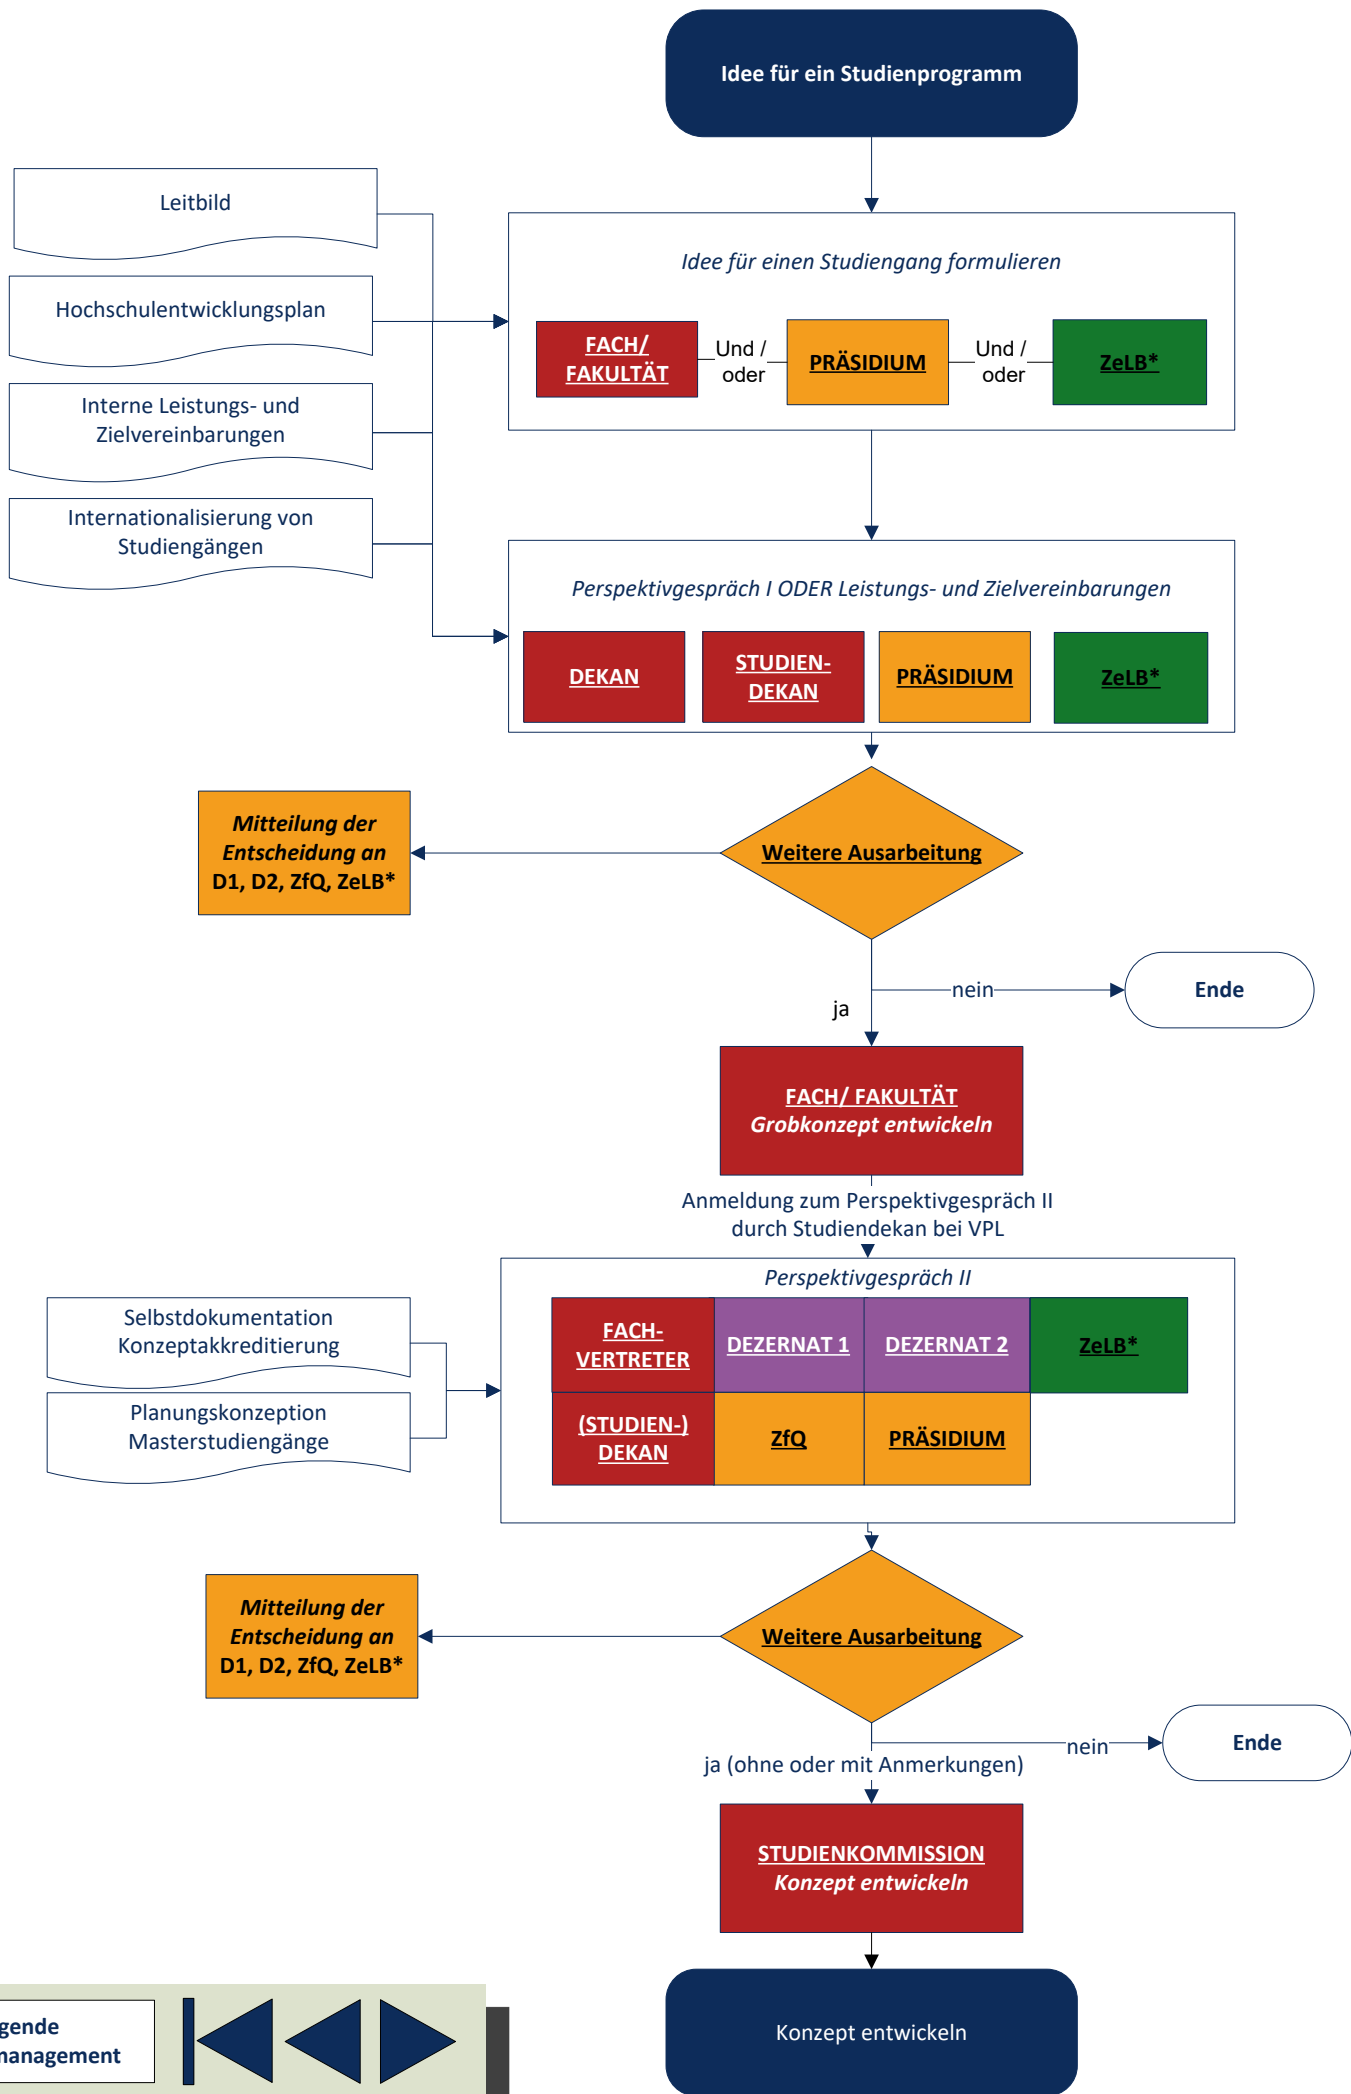 Idee für ein Studienprogramm
Leitbild
Hochschulentwicklungsplan
Interne Leistungs- und
Zielvereinbarungen
Internationalisierung von
Studiengängen
Idee für einen Studiengang formulieren
FACH/
FAKULTÄT
Und /
oder
PRÄSIDIUM
Und /
oder
ZeLB*
Perspektivgespräch I ODER Leistungs- und Zielvereinbarungen
DEKAN
STUDIEN-
DEKAN
PRÄSIDIUM
ZeLB*
Mitteilung der
Entscheidung an
D1, D2, ZfQ, ZeLB*
Weitere Ausarbeitung
nein
Ende
ja
FACH/ FAKULTÄT
Grobkonzept entwickeln
Anmeldung zum Perspektivgespräch II
durch Studiendekan bei VPL
Perspektivgespräch II
Selbstdokumentation
Konzeptakkreditierung
Planungskonzeption
Masterstudiengänge
FACH-
VERTRETER
DEZERNAT 1
DEZERNAT 2
ZeLB*
(STUDIEN-)
DEKAN
ZfQ
PRÄSIDIUM
Mitteilung der
Entscheidung an
D1, D2, ZfQ, ZeLB*
Weitere Ausarbeitung
nein
Ende
ja (ohne oder mit Anmerkungen)
STUDIENKOMMISSION
Konzept entwickeln
Konzept entwickeln
gende
management